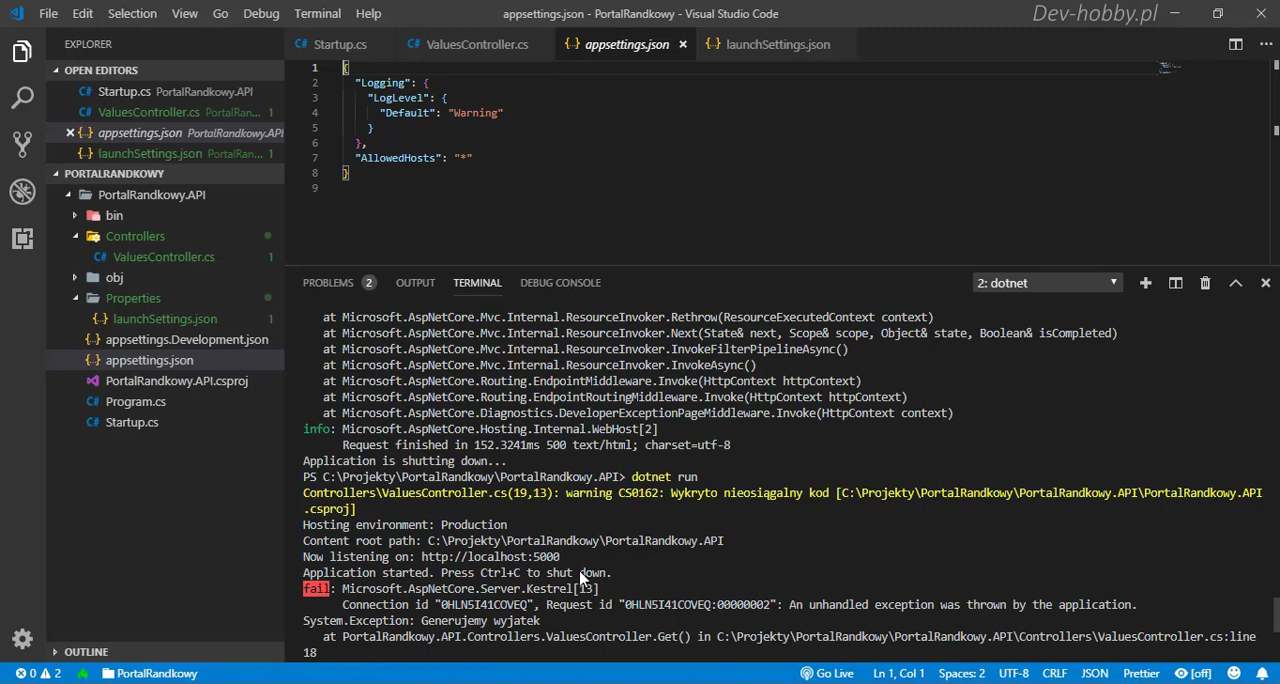 File Edit Selection View Go Debug Terminal Help
appsettings.json - PortalRandkowy - Visual Studio Code
Dev-hobby.pl
EXPLORER
Startup.cs
ValuesController.cs
appsettings.json
launchSettings.json
OPEN EDITORS
Startup.cs PortalRandkowy.API
ValuesController.cs PortalRan... 1
appsettings.json PortalRandkowy.API
launchSettings.json PortalRan... 1
PORTALRANDKOWY
PortalRandkowy.API
bin
Controllers
ValuesController.cs 1
obj
Properties
launchSettings.json 1
appsettings.Development.json
appsettings.json
PortalRandkowy.API.csproj
Program.cs
Startup.cs
OUTLINE
1 {
2 "Logging": {
3 "LogLevel": {
4 "Default": "Warning"
5 }
6 },
7 "AllowedHosts": "*"
8 }
9
PROBLEMS 2 OUTPUT TERMINAL DEBUG CONSOLE 2: dotnet
at Microsoft.AspNetCore.Mvc.Internal.ResourceInvoker.Rethrow(ResourceExecutedContext context)
at Microsoft.AspNetCore.Mvc.Internal.ResourceInvoker.Next(State& next, Scope& scope, Object& state, Boolean& isCompleted)
at Microsoft.AspNetCore.Mvc.Internal.ResourceInvoker.InvokeFilterPipelineAsync()
at Microsoft.AspNetCore.Mvc.Internal.ResourceInvoker.InvokeAsync()
at Microsoft.AspNetCore.Routing.EndpointMiddleware.Invoke(HttpContext httpContext)
at Microsoft.AspNetCore.Routing.EndpointRoutingMiddleware.Invoke(HttpContext httpContext)
at Microsoft.AspNetCore.Diagnostics.DeveloperExceptionPageMiddleware.Invoke(HttpContext context)
info: Microsoft.AspNetCore.Hosting.Internal.WebHost[2]
Request finished in 152.3241ms 500 text/html; charset=utf-8
Application is shutting down...
PS C:\Projekty\PortalRandkowy\PortalRandkowy.API> dotnet run
Controllers\ValuesController.cs(19,13): warning CS0162: Wykryto nieosiągalny kod [C:\Projekty\PortalRandkowy\PortalRandkowy.API\PortalRandkowy.API
.csproj]
Hosting environment: Production
Content root path: C:\Projekty\PortalRandkowy\PortalRandkowy.API
Now listening on: http://localhost:5000
Application started. Press Ctrl+C to shut down.
fail: Microsoft.AspNetCore.Server.Kestrel[13]
Connection id "0HLN5I41COVEQ", Request id "0HLN5I41COVEQ:00000002": An unhandled exception was thrown by the application.
System.Exception: Generujemy wyjatek
at PortalRandkowy.API.Controllers.ValuesController.Get() in C:\Projekty\PortalRandkowy\PortalRandkowy.API\Controllers\ValuesController.cs:line
18
0 2 PortalRandkowy Go Live Ln 1, Col 1 Spaces: 2 UTF-8 CRLF JSON Prettier [off]